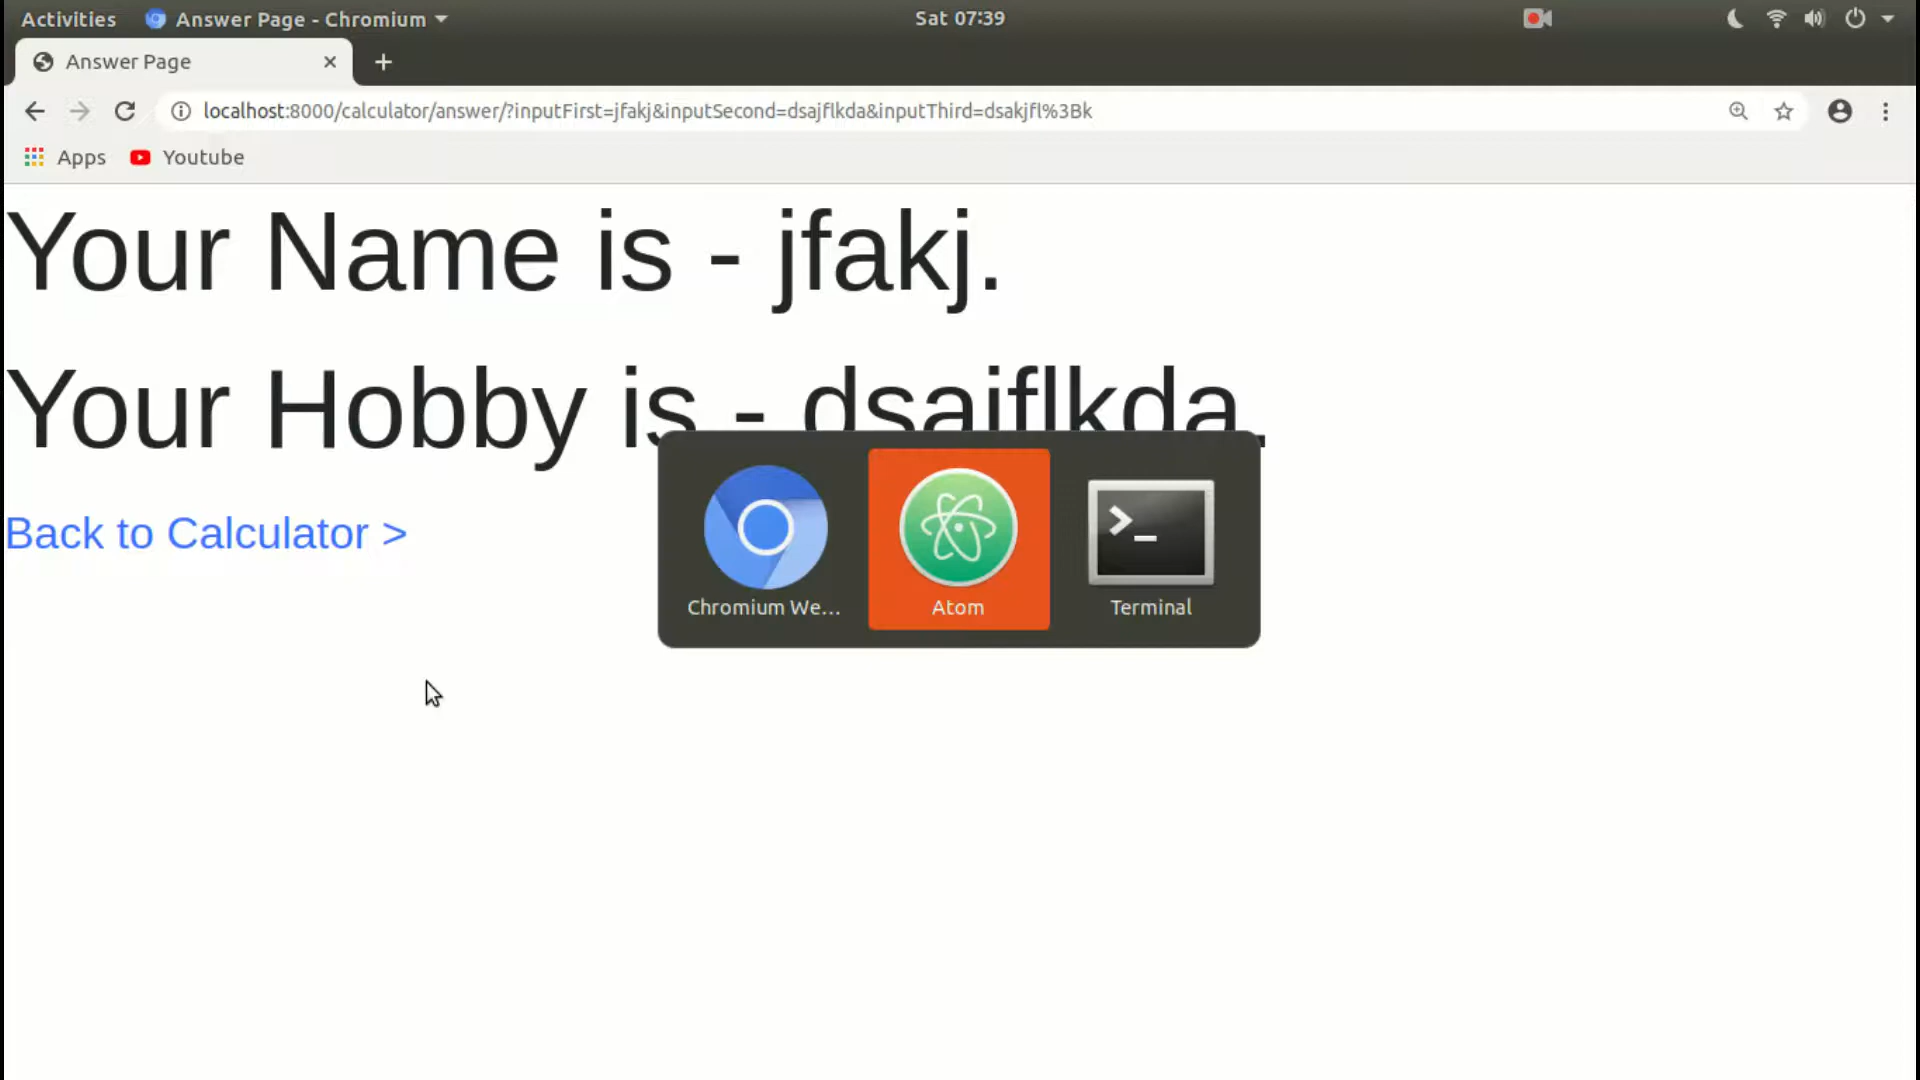 Activities Answer Page - Chromium Sat 07:39
Answer Page
localhost:8000/calculator/answer/?inputFirst=jfakj&inputSecond=dsajflkda&inputThird=dsakjfl%3Bk
Apps Youtube
Your Name is - jfakj.
Your Hobby is - dsajflkda.
Back to Calculator >
Chromium We... Atom Terminal